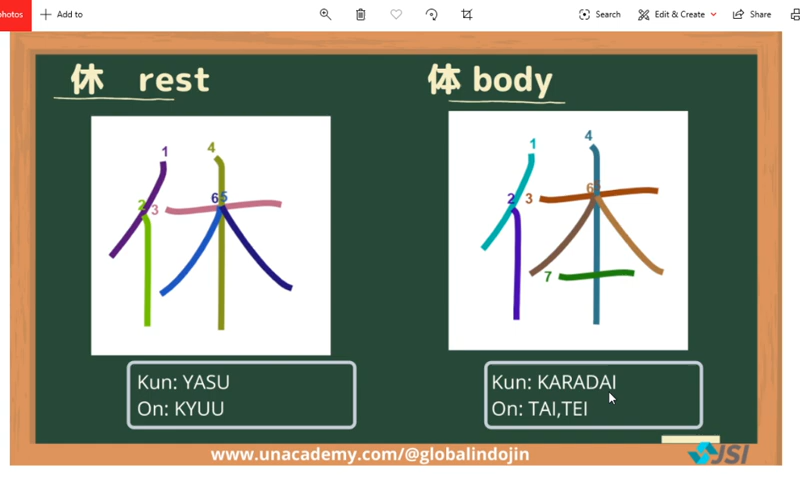 photos
Add to
Search
Edit & Create
Share
休 rest
体 body
1
4
2
3
6
5
1
4
2
3
6
7
Kun: YASU
On: KYUU
Kun: KARADAI
On: TAI,TEI
www.unacademy.com/@globalindojin
JSI